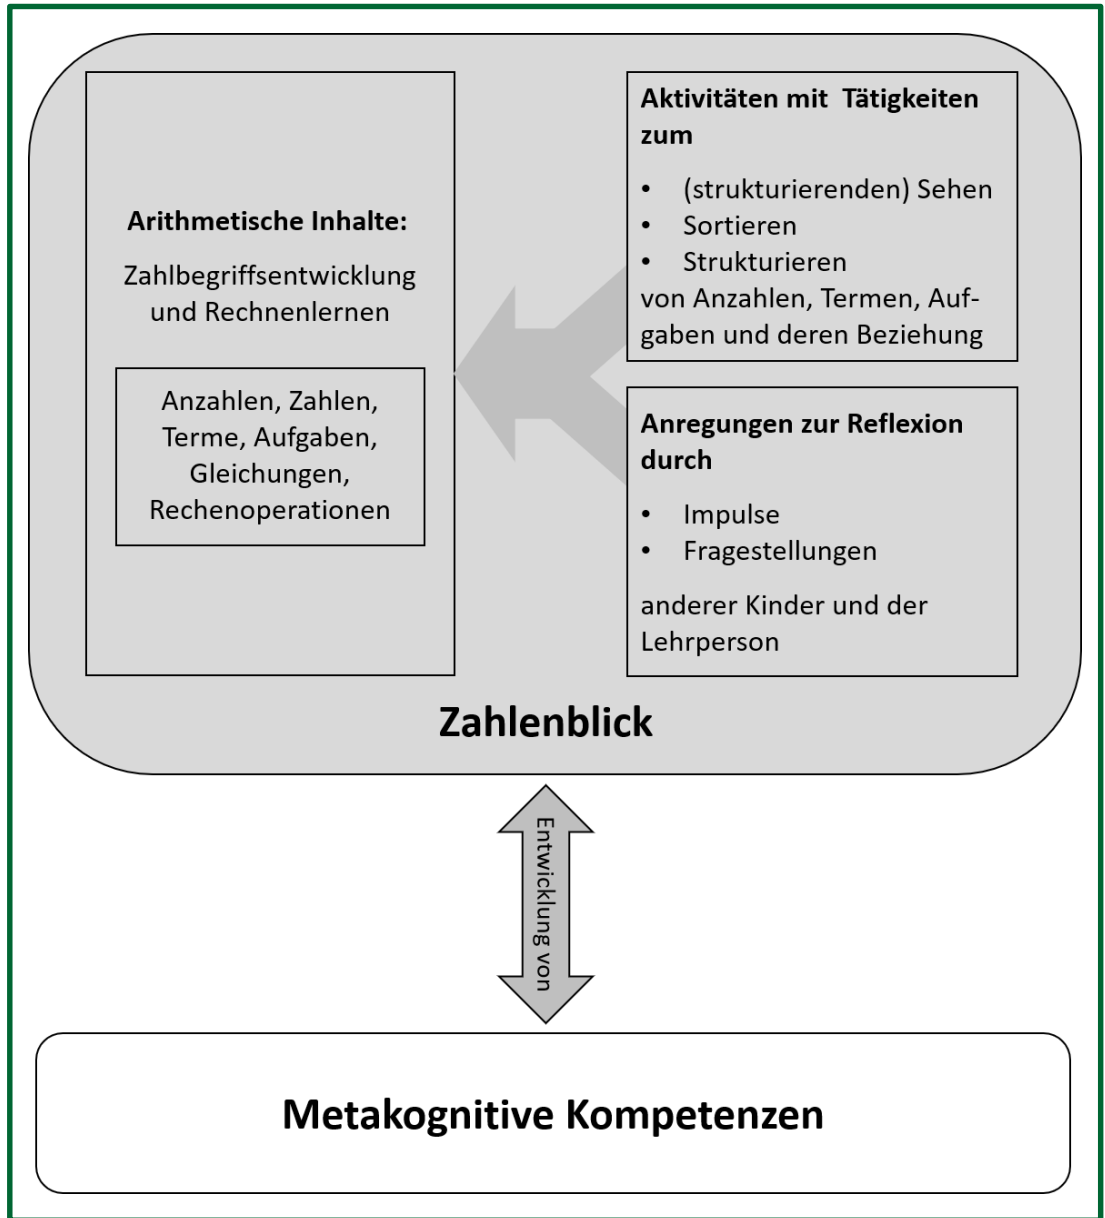 Arithmetische Inhalte:
Zahlbegriffsentwicklung
und Rechnenlernen
Anzahlen, Zahlen,
Terme, Aufgaben,
Gleichungen,
Rechenoperationen
Aktivitäten mit Tätigkeiten
zum
• (strukturierenden) Sehen
• Sortieren
• Strukturieren
von Anzahlen, Termen, Auf-
gaben und deren Beziehung
Anregungen zur Reflexion
durch
• Impulse
• Fragestellungen
anderer Kinder und der
Lehrperson
Zahlenblick
Entwicklung von
Metakognitive Kompetenzen